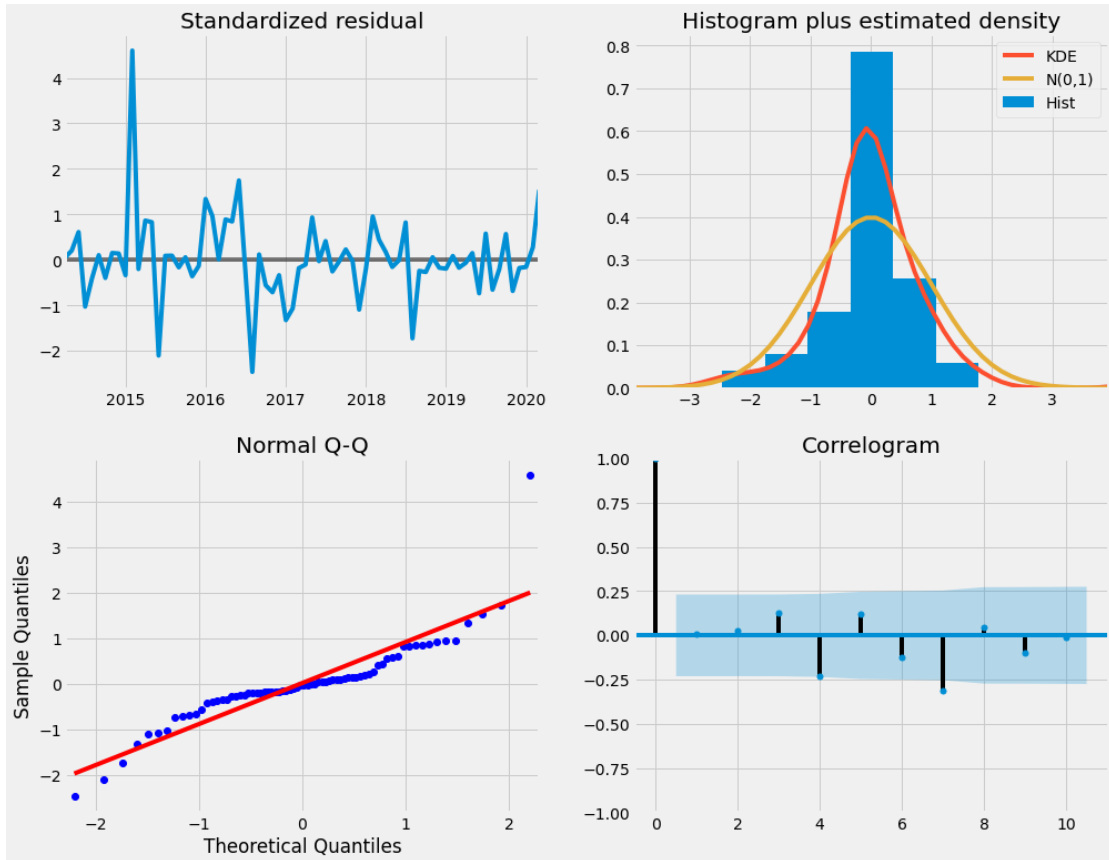 Standardized residual
4
3
2
1
0
−1
−2
2015 2016 2017 2018 2019 2020
Histogram plus estimated density
0.8
0.7
0.6
0.5
0.4
0.3
0.2
0.1
0.0
KDE
N(0,1)
Hist
−3 −2 −1 0 1 2 3
Normal Q-Q
Sample Quantiles
4
3
2
1
0
−1
−2
−2 −1 0 1 2
Theoretical Quantiles
Correlogram
1.00
0.75
0.50
0.25
0.00
−0.25
−0.50
−0.75
−1.00
0 2 4 6 8 10